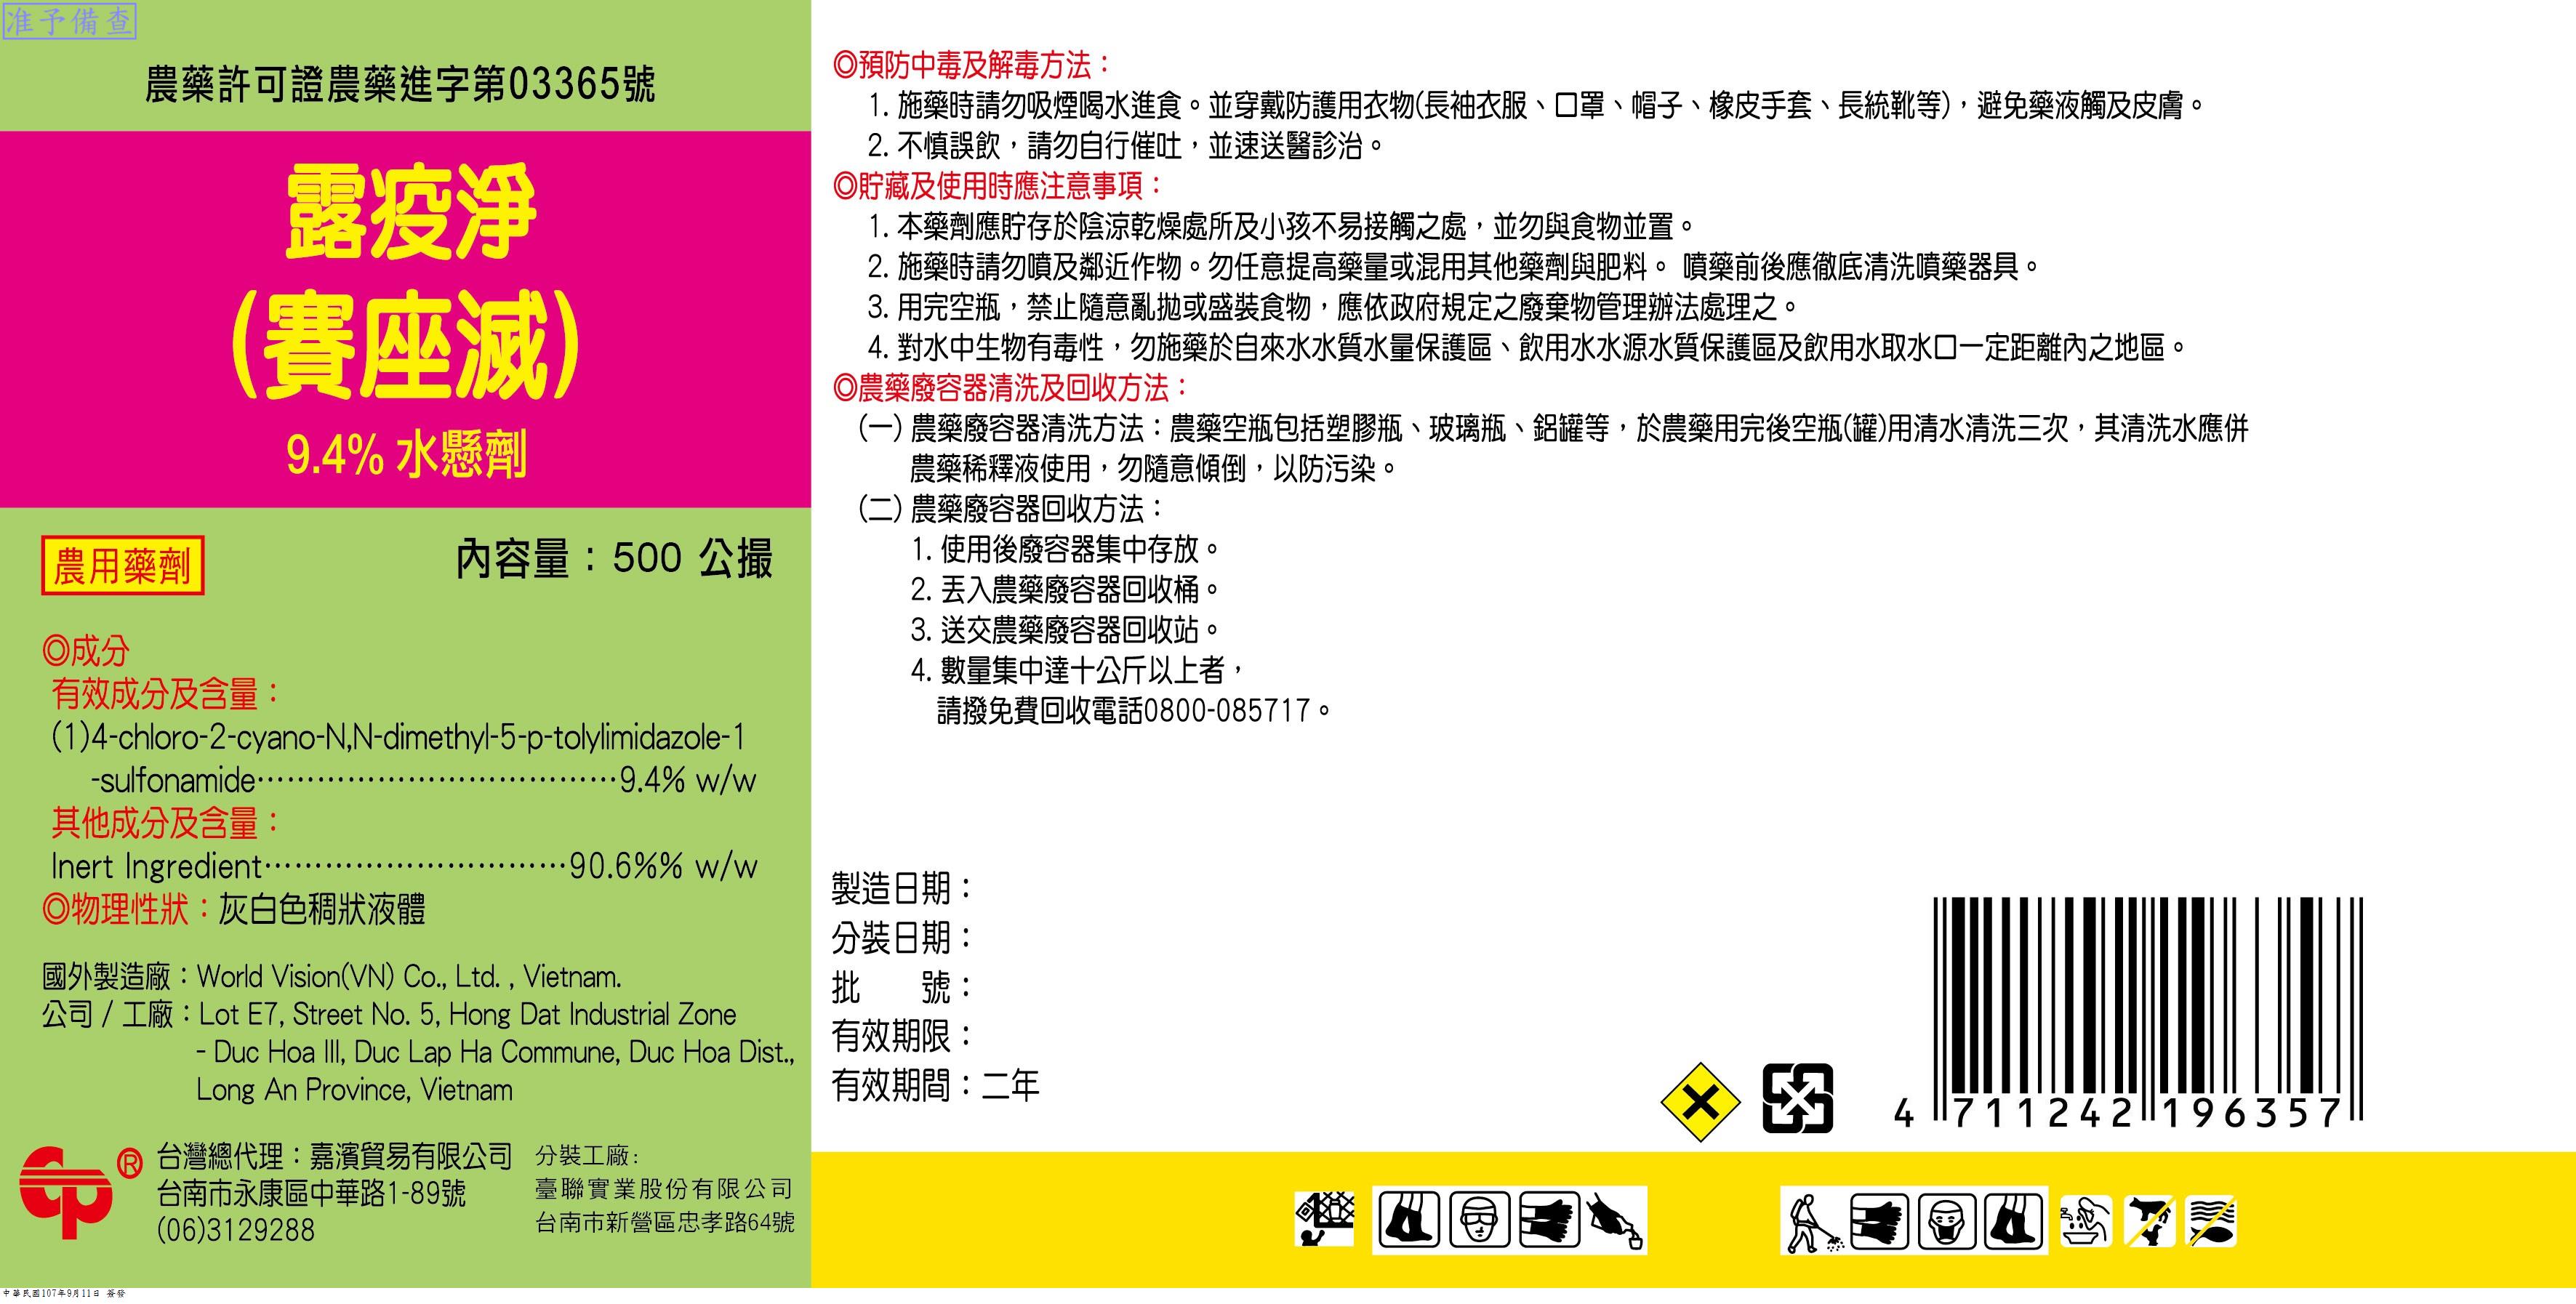 准予備查
農藥許可證農藥進字第03365號
露疫淨
(賽座滅)
9.4% 水懸劑
農用藥劑
內容量：500 公撮
◎成分
有效成分及含量：
(1)4-chloro-2-cyano-N,N-dimethyl-5-p-tolylimidazole-1
-sulfonamide…………………………………9.4% w/w
其他成分及含量：
Inert Ingredient…………………………90.6%% w/w
◎物理性狀：灰白色稠狀液體
國外製造廠：World Vision(VN) Co., Ltd. , Vietnam.
公司 / 工廠：Lot E7, Street No. 5, Hong Dat Industrial Zone
- Duc Hoa III, Duc Lap Ha Commune, Duc Hoa Dist.,
Long An Province, Vietnam
CP®
台灣總代理：嘉濱貿易有限公司
台南市永康區中華路1-89號
(06)3129288
分裝工廠:
臺聯實業股份有限公司
台南市新營區忠孝路64號
中華民國107年9月11日 簽發
◎預防中毒及解毒方法：
1. 施藥時請勿吸煙喝水進食。並穿戴防護用衣物(長袖衣服、口罩、帽子、橡皮手套、長統靴等)，避免藥液觸及皮膚。
2. 不慎誤飲，請勿自行催吐，並速送醫診治。
◎貯藏及使用時應注意事項：
1. 本藥劑應貯存於陰涼乾燥處所及小孩不易接觸之處，並勿與食物並置。
2. 施藥時請勿噴及鄰近作物。勿任意提高藥量或混用其他藥劑與肥料。 噴藥前後應徹底清洗噴藥器具。
3. 用完空瓶，禁止隨意亂拋或盛裝食物，應依政府規定之廢棄物管理辦法處理之。
4. 對水中生物有毒性，勿施藥於自來水水質水量保護區、飲用水水源水質保護區及飲用水取水口一定距離內之地區。
◎農藥廢容器清洗及回收方法：
(一) 農藥廢容器清洗方法：農藥空瓶包括塑膠瓶、玻璃瓶、鋁罐等，於農藥用完後空瓶(罐)用清水清洗三次，其清洗水應併
農藥稀釋液使用，勿隨意傾倒，以防污染。
(二) 農藥廢容器回收方法：
1. 使用後廢容器集中存放。
2. 丟入農藥廢容器回收桶。
3. 送交農藥廢容器回收站。
4. 數量集中達十公斤以上者，
請撥免費回收電話0800-085717。
製造日期：
分裝日期：
批　　號：
有效期限：
有效期間：二年
4 711242 196357